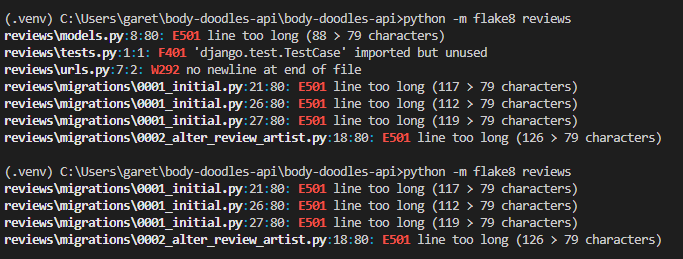 (.venv) C:\Users\garet\body-doodles-api\body-doodles-api>python -m flake8 reviews
reviews\models.py:8:80: E501 line too long (88 > 79 characters)
reviews\tests.py:1:1: F401 'django.test.TestCase' imported but unused
reviews\urls.py:7:2: W292 no newline at end of file
reviews\migrations\0001_initial.py:21:80: E501 line too long (117 > 79 characters)
reviews\migrations\0001_initial.py:26:80: E501 line too long (112 > 79 characters)
reviews\migrations\0001_initial.py:27:80: E501 line too long (119 > 79 characters)
reviews\migrations\0002_alter_review_artist.py:18:80: E501 line too long (126 > 79 characters)
(.venv) C:\Users\garet\body-doodles-api\body-doodles-api>python -m flake8 reviews
reviews\migrations\0001_initial.py:21:80: E501 line too long (117 > 79 characters)
reviews\migrations\0001_initial.py:26:80: E501 line too long (112 > 79 characters)
reviews\migrations\0001_initial.py:27:80: E501 line too long (119 > 79 characters)
reviews\migrations\0002_alter_review_artist.py:18:80: E501 line too long (126 > 79 characters)